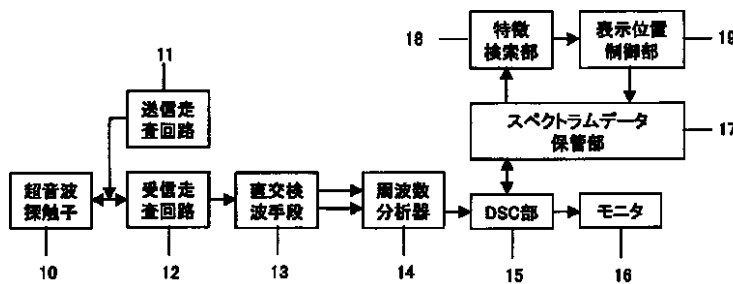 18
特徴
検索部
表示位置
制御部
19
11
送信走
査回路
スペクトラムデータ
保管部
17
超音波
探触子
受信走
査回路
直交検
波手段
周波数
分析器
DSC部
モニタ
10
12
13
14
15
16